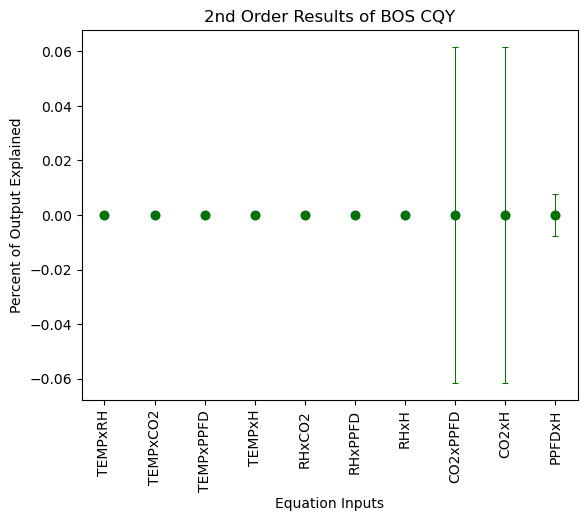 2nd Order Results of BOS CQY
Percent of Output Explained
0.06
0.04
0.02
0.00
−0.02
−0.04
−0.06
TEMPxRH
TEMPxCO2
TEMPxPPFD
TEMPxH
RHxCO2
RHxPPFD
RHxH
CO2xPPFD
CO2xH
PPFDxH
Equation Inputs